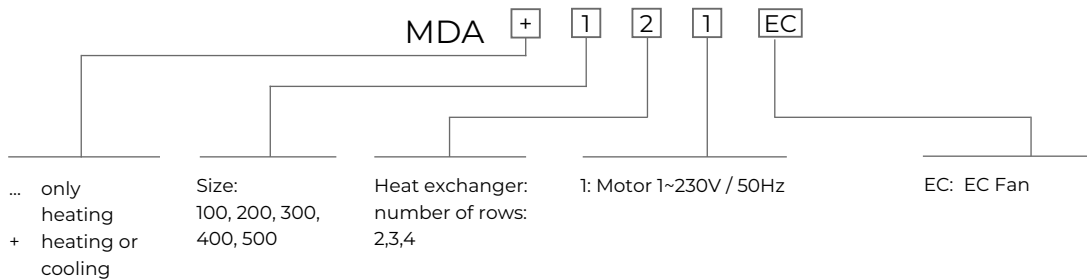 MDA + 1 2 1 EC
... only
heating
+ heating or
cooling
Size:
100, 200, 300,
400, 500
Heat exchanger:
number of rows:
2,3,4
1: Motor 1~230V / 50Hz
EC: EC Fan